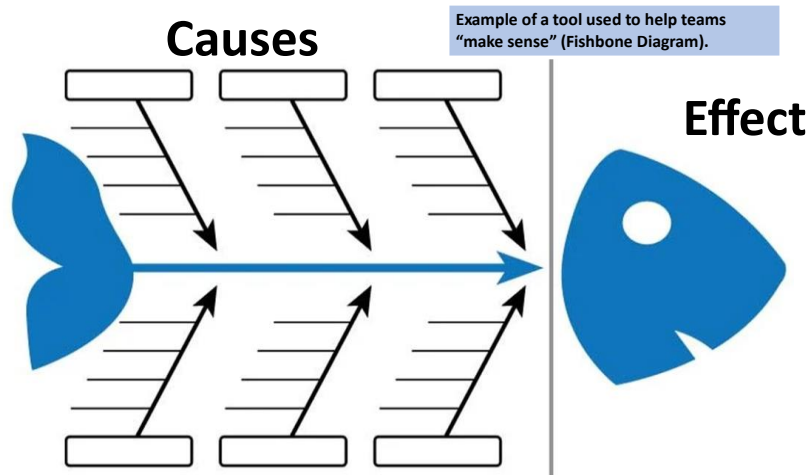 Causes
Example of a tool used to help teams
“make sense” (Fishbone Diagram).
Effect